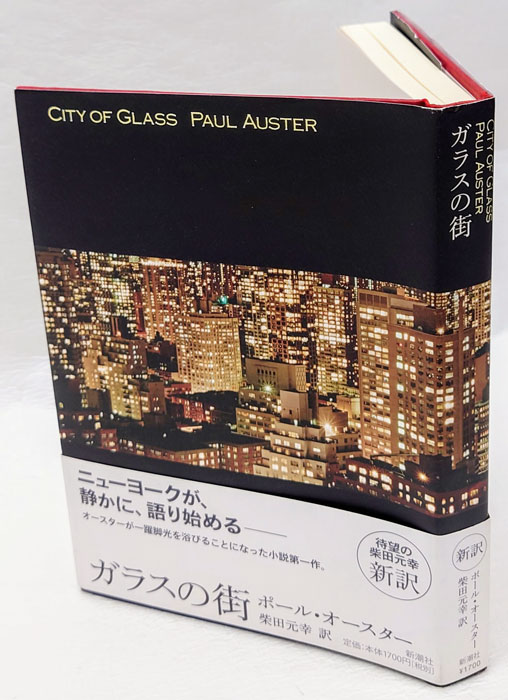 CITY OF GLASS PAUL AUSTER
CITY OF GLASS
PAUL AUSTER
ガラスの街
ニューヨークが、
静かに、語り始める――
オースターが一躍脚光を浴びることになった小説第一作。
待望の
柴田元幸
新訳
ガラスの街
ポール・オースター
柴田元幸 訳
新潮社
定価:本体1700円(税別)
新訳
ポール・オースター
柴田元幸 訳
新潮社
¥1700